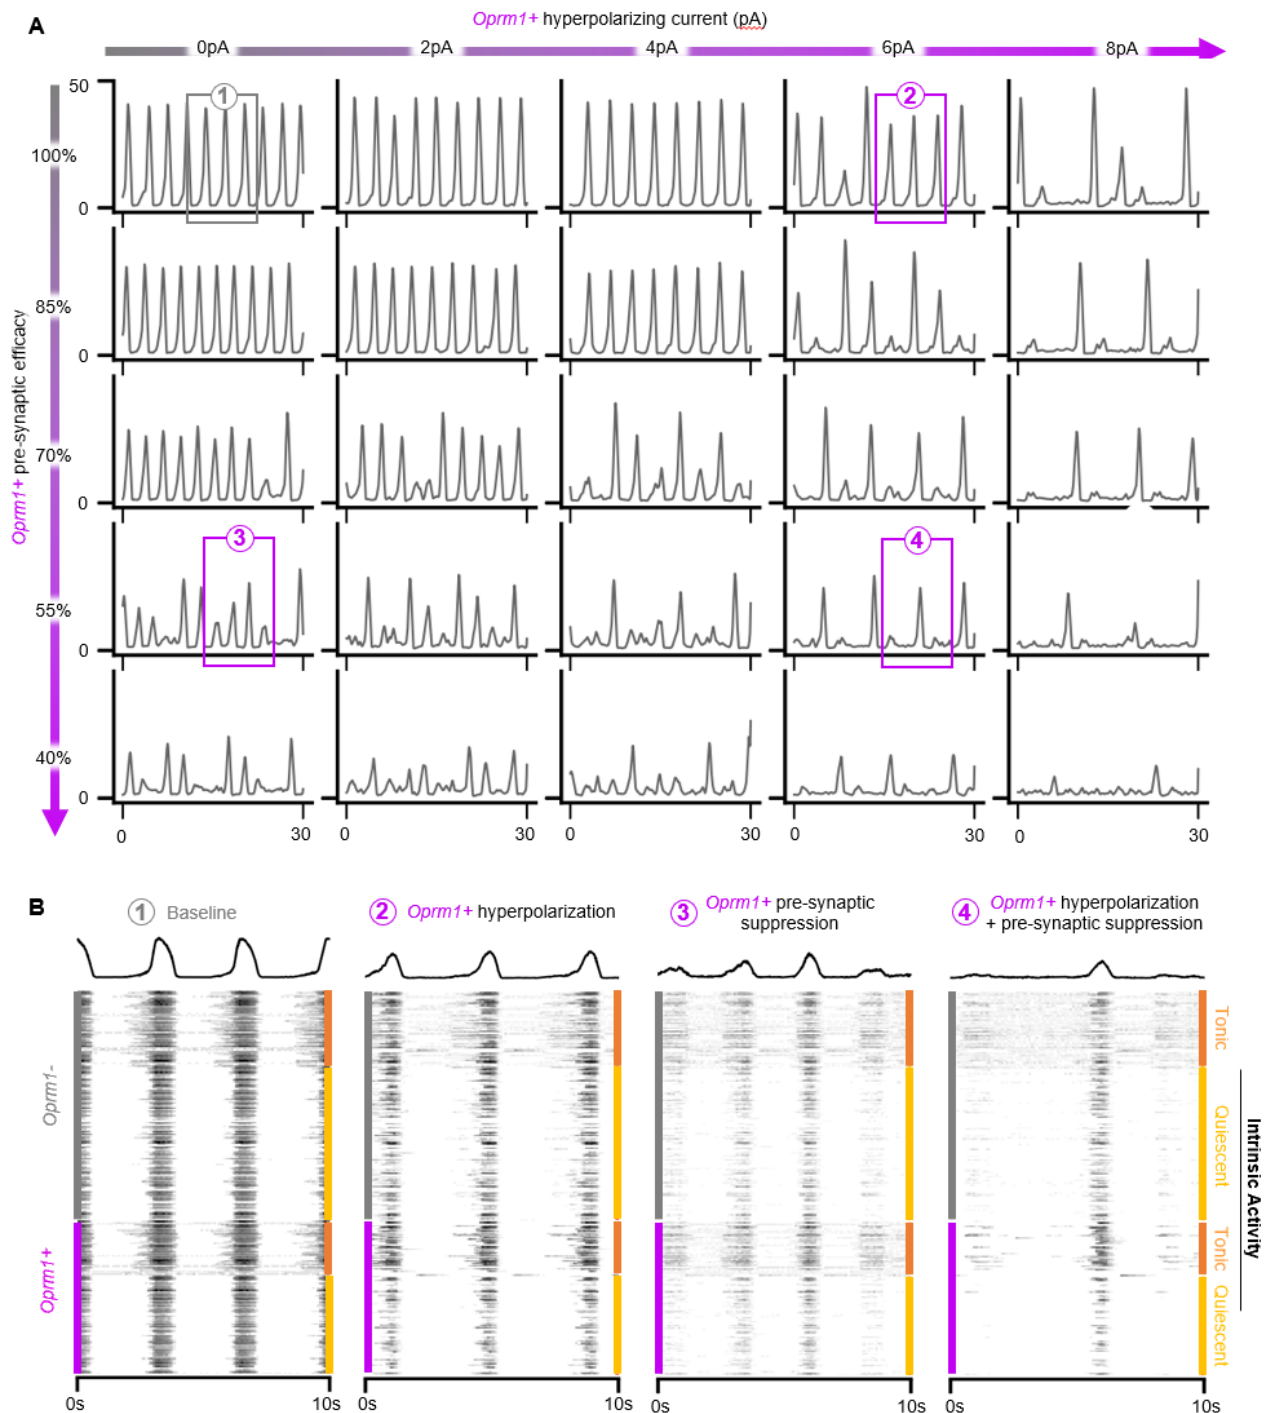 A
Oprm1+ hyperpolarizing current (pA)
0pA 2pA 4pA 6pA 8pA
Oprm1+ pre-synaptic efficacy
50
100%
0
1
2
85%
0
70%
0
55%
0
3
4
40%
0
0 30 0 30 0 30 0 30 0 30
B
1 Baseline
2 Oprm1+ hyperpolarization
3 Oprm1+ pre-synaptic
suppression
4 Oprm1+ hyperpolarization
+ pre-synaptic suppression
Oprm1-
Oprm1+
Tonic
Quiescent
Tonic
Quiescent
Intrinsic Activity
0s 10s 0s 10s 0s 10s 0s 10s